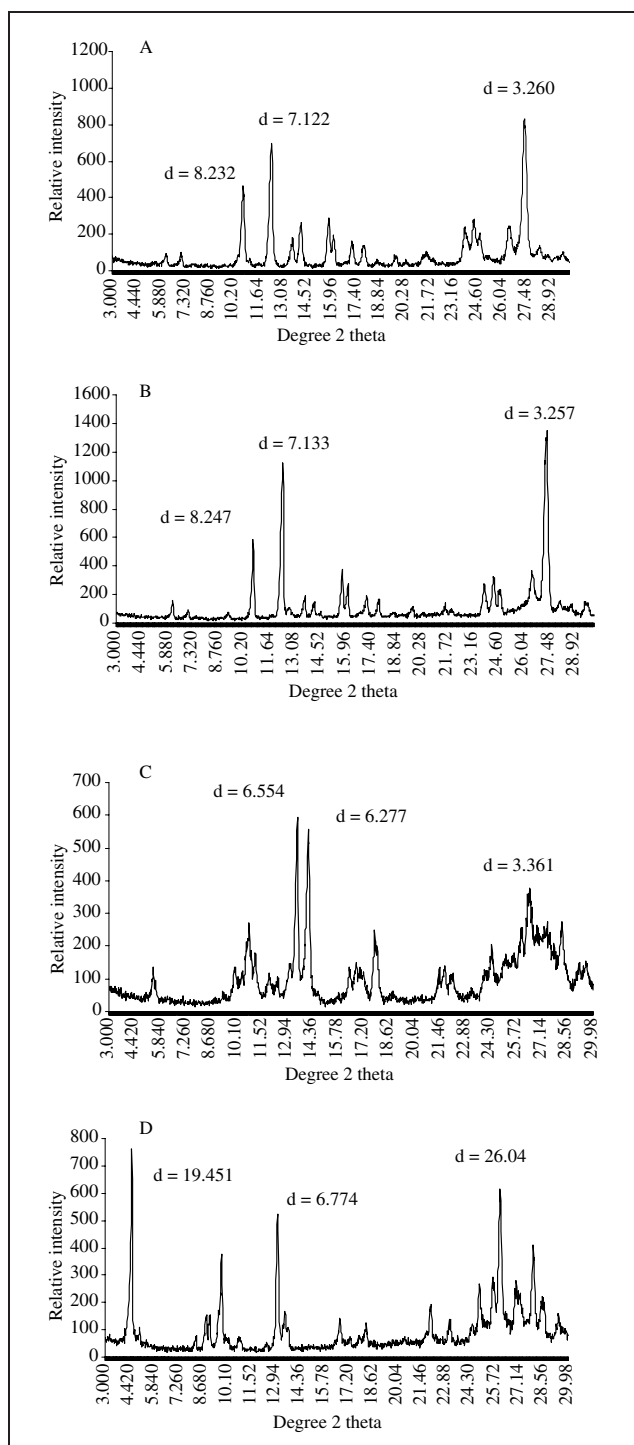 A
Relative intensity
1200
1000
800
600
400
200
0
d = 8.232
d = 7.122
d = 3.260
3.000 4.440 5.880 7.320 8.760 10.20 11.64 13.08 14.52 15.96 17.40 18.84 20.28 21.72 23.16 24.60 26.04 27.48 28.92
Degree 2 theta
B
Relative intensity
1600
1400
1200
1000
800
600
400
200
0
d = 8.247
d = 7.133
d = 3.257
3.000 4.440 5.880 7.320 8.760 10.20 11.64 13.08 14.52 15.96 17.40 18.84 20.28 21.72 23.16 24.60 26.04 27.48 28.92
Degree 2 theta
C
Relative intensity
700
600
500
400
300
200
100
0
d = 6.554
d = 6.277
d = 3.361
3.000 4.420 5.840 7.260 8.680 10.10 11.52 12.94 14.36 15.78 17.20 18.62 20.04 21.46 22.88 24.30 25.72 27.14 28.56 29.98
Degree 2 theta
D
Relative intensity
800
700
600
500
400
300
200
100
0
d = 19.451
d = 6.774
d = 26.04
3.000 4.420 5.840 7.260 8.680 10.10 11.52 12.94 14.36 15.78 17.20 18.62 20.04 21.46 22.88 24.30 25.72 27.14 28.56 29.98
Degree 2 theta